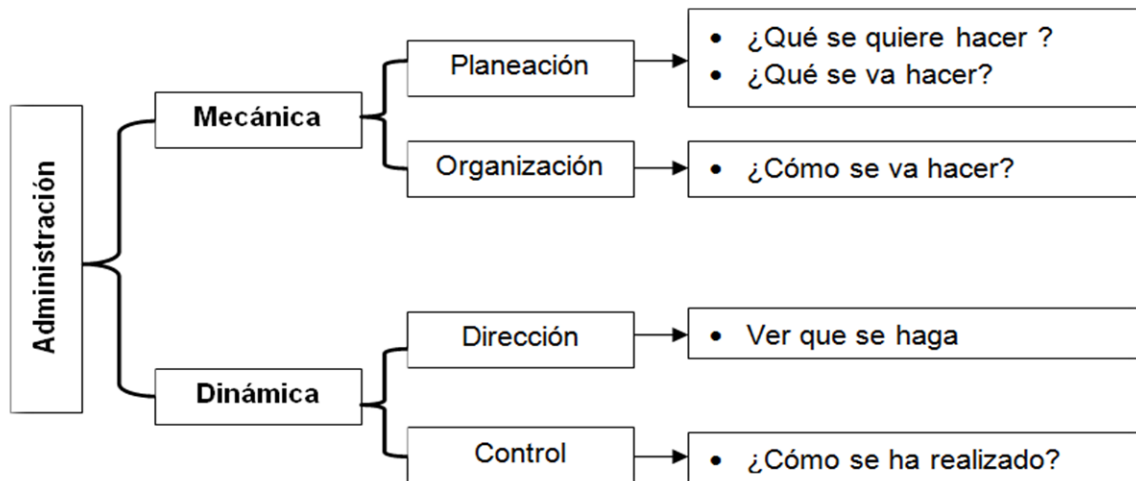 Administración
Mecánica
Planeación
• ¿Qué se quiere hacer ?
• ¿Qué se va hacer?
Organización
• ¿Cómo se va hacer?
Dinámica
Dirección
• Ver que se haga
Control
• ¿Cómo se ha realizado?